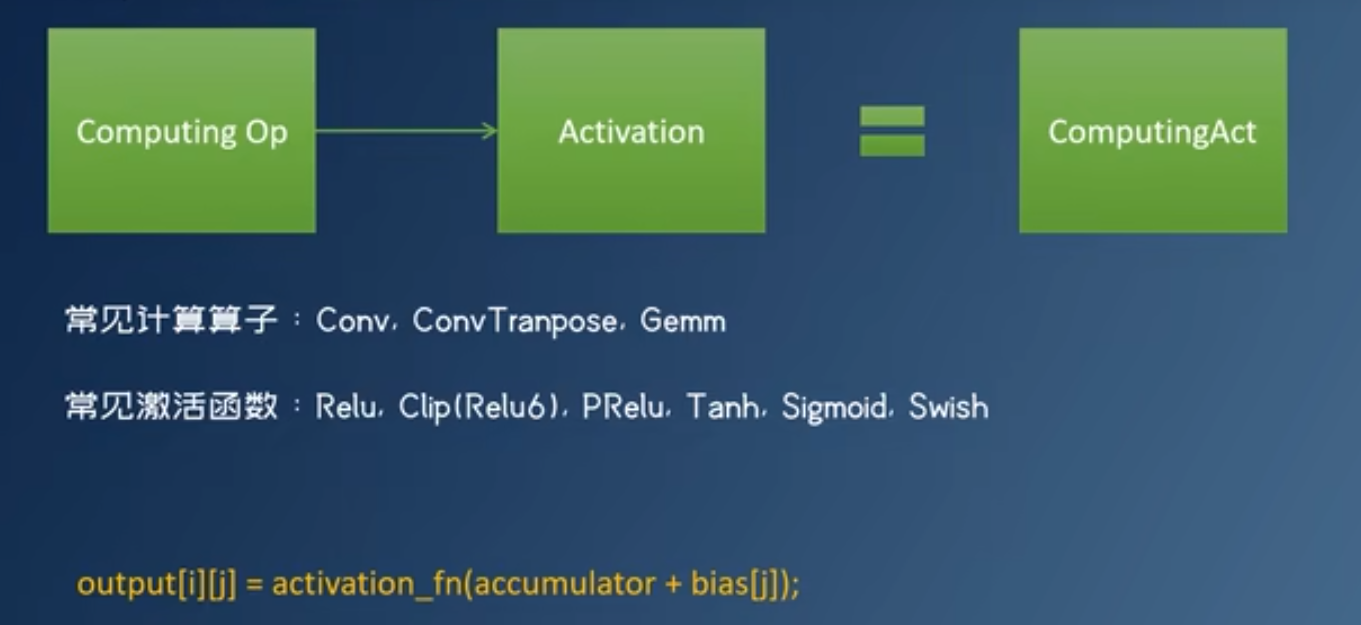 Computing Op
Activation
ComputingAct
常见计算算子：Conv, ConvTranpose, Gemm
常见激活函数：Relu, Clip(Relu6), PRelu, Tanh, Sigmoid, Swish
output[i][j] = activation_fn(accumulator + bias[j]);